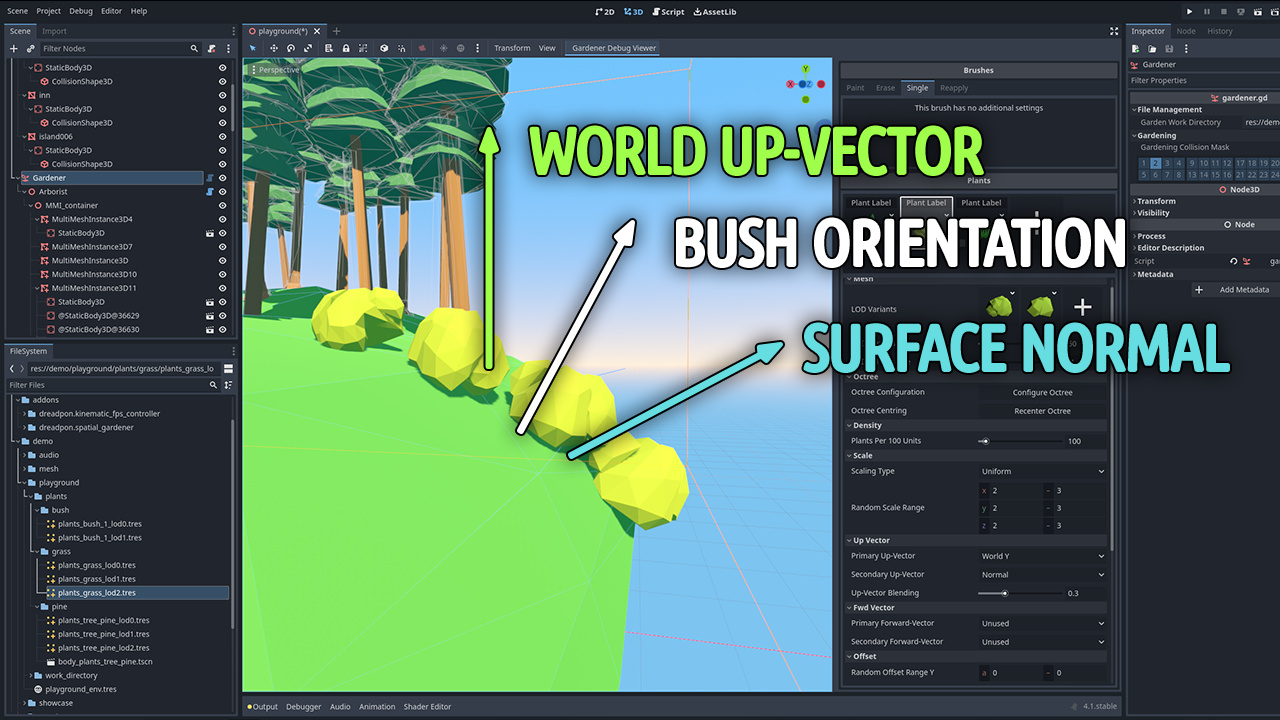 Scene Project Debug Editor Help
2D 3D Script AssetLib
Scene Import
Filter Nodes
StaticBody3D
CollisionShape3D
inn
StaticBody3D
CollisionShape3D
island006
StaticBody3D
CollisionShape3D
Gardener
Arborist
MMI_container
MultiMeshInstance3D4
StaticBody3D
MultiMeshInstance3D7
MultiMeshInstance3D
MultiMeshInstance3D10
MultiMeshInstance3D11
StaticBody3D
@StaticBody3D@36629
@StaticBody3D@36630
FileSystem
res://demo/playground/plants/grass/plants_grass_lo
Filter Files
addons
dreadpon.kinematic_fps_controller
dreadpon.spatial_gardener
demo
audio
mesh
playground
plants
bush
plants_bush_1_lod0.tres
plants_bush_1_lod1.tres
grass
plants_grass_lod0.tres
plants_grass_lod1.tres
plants_grass_lod2.tres
pine
plants_tree_pine_lod0.tres
plants_tree_pine_lod1.tres
plants_tree_pine_lod2.tres
body_plants_tree_pine.tscn
work_directory
playground_env.tres
showcase
playground(*)
Transform View Gardener Debug Viewer
Perspective
Y
X Z
WORLD UP-VECTOR
BUSH ORIENTATION
SURFACE NORMAL
Brushes
Paint Erase Single Reapply
This brush has no additional settings
Plants
Plant Label Plant Label Plant Label
Mesh
LOD Variants
Octree
Octree Configuration Configure Octree
Octree Centring Recenter Octree
Density
Plants Per 100 Units 100
Scale
Scaling Type Uniform
x 2 – 3
Random Scale Range y 2 – 3
z 2 – 3
Up Vector
Primary Up-Vector World Y
Secondary Up-Vector Normal
Up-Vector Blending 0.3
Fwd Vector
Primary Forward-Vector Unused
Secondary Forward-Vector Unused
Offset
Random Offset Range Y a 0 – 0
Output Debugger Audio Animation Shader Editor
4.1.stable
Inspector Node History
Gardener
Filter Properties
gardener.gd
File Management
Garden Work Directory res://dem
Gardening
Gardening Collision Mask
1 2 3 4 9 10 11 12 17 18 19 20
5 6 7 8 13 14 15 16 21 22 23 24
Node3D
Transform
Visibility
Node
Process
Editor Description
Script ga
Metadata
Add Metadata